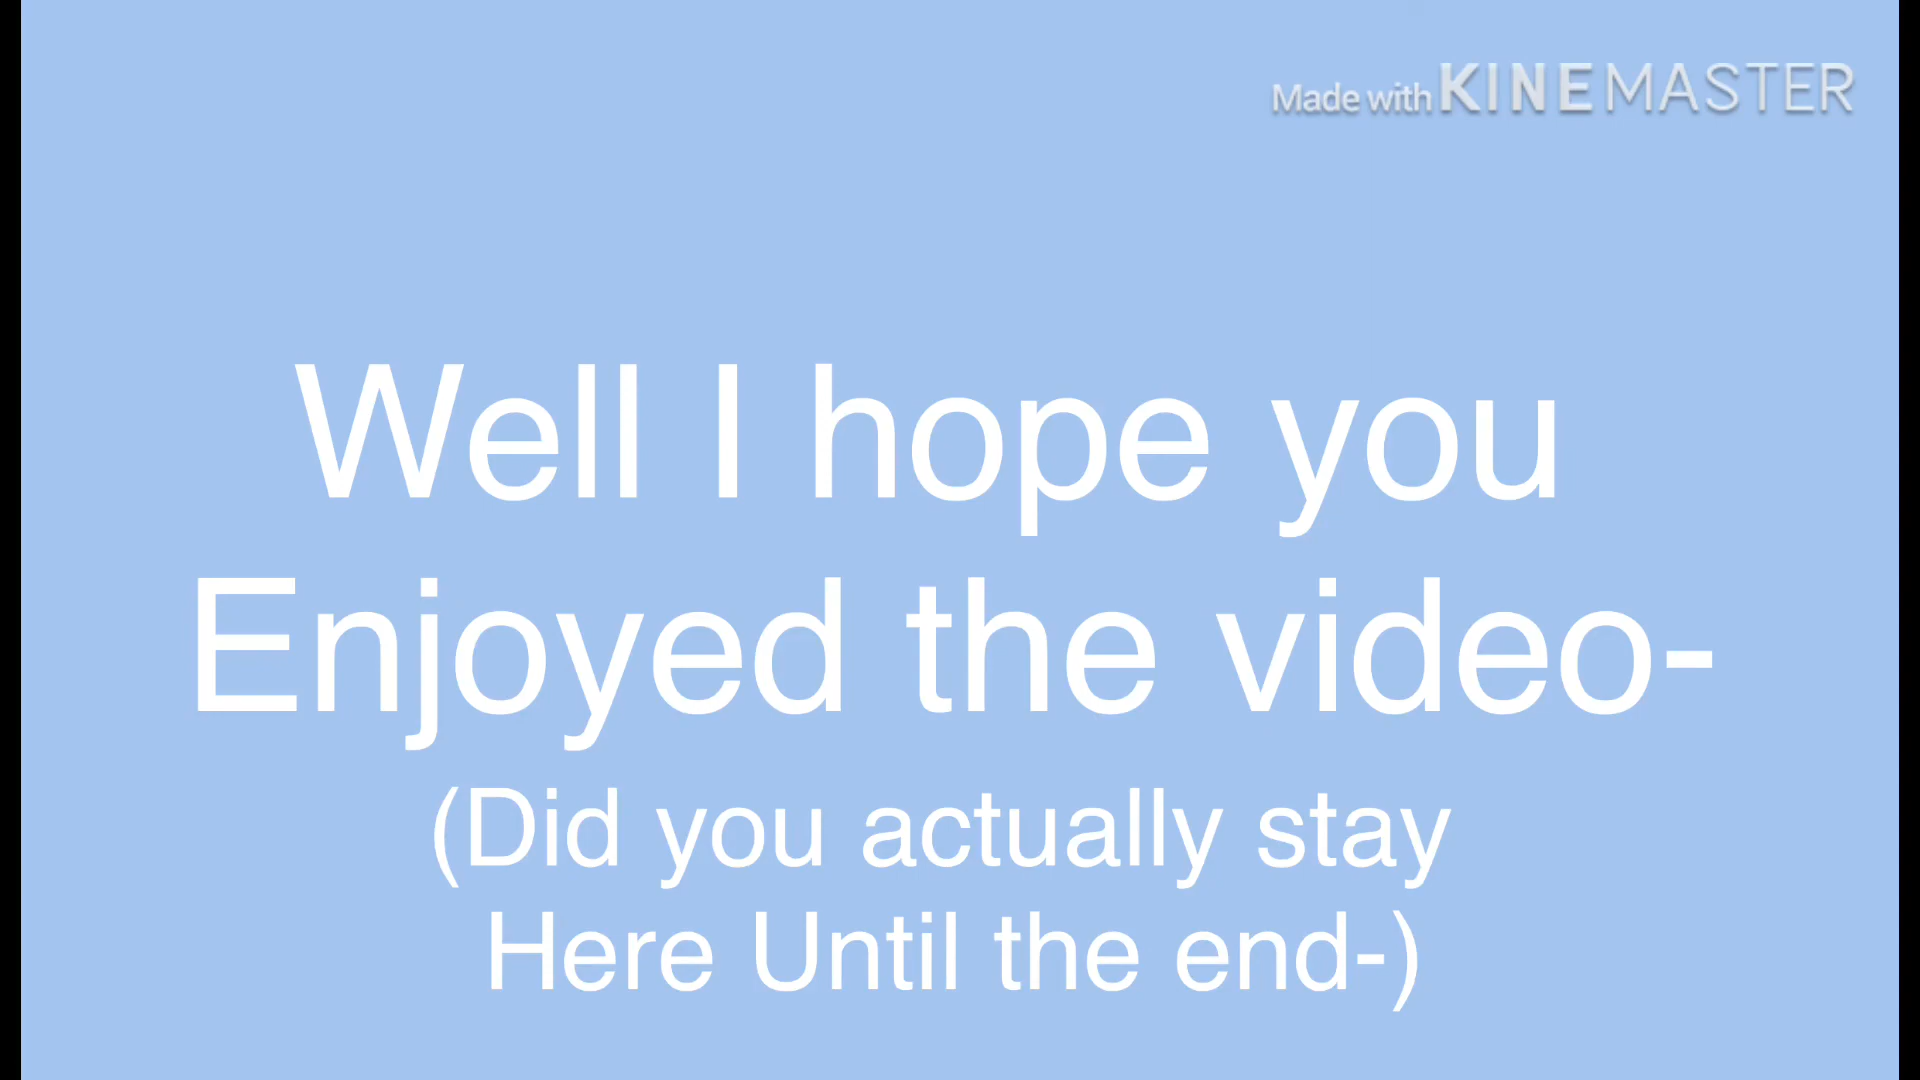 Made with KINEMASTER
Well I hope you
Enjoyed the video-
(Did you actually stay
Here Until the end-)